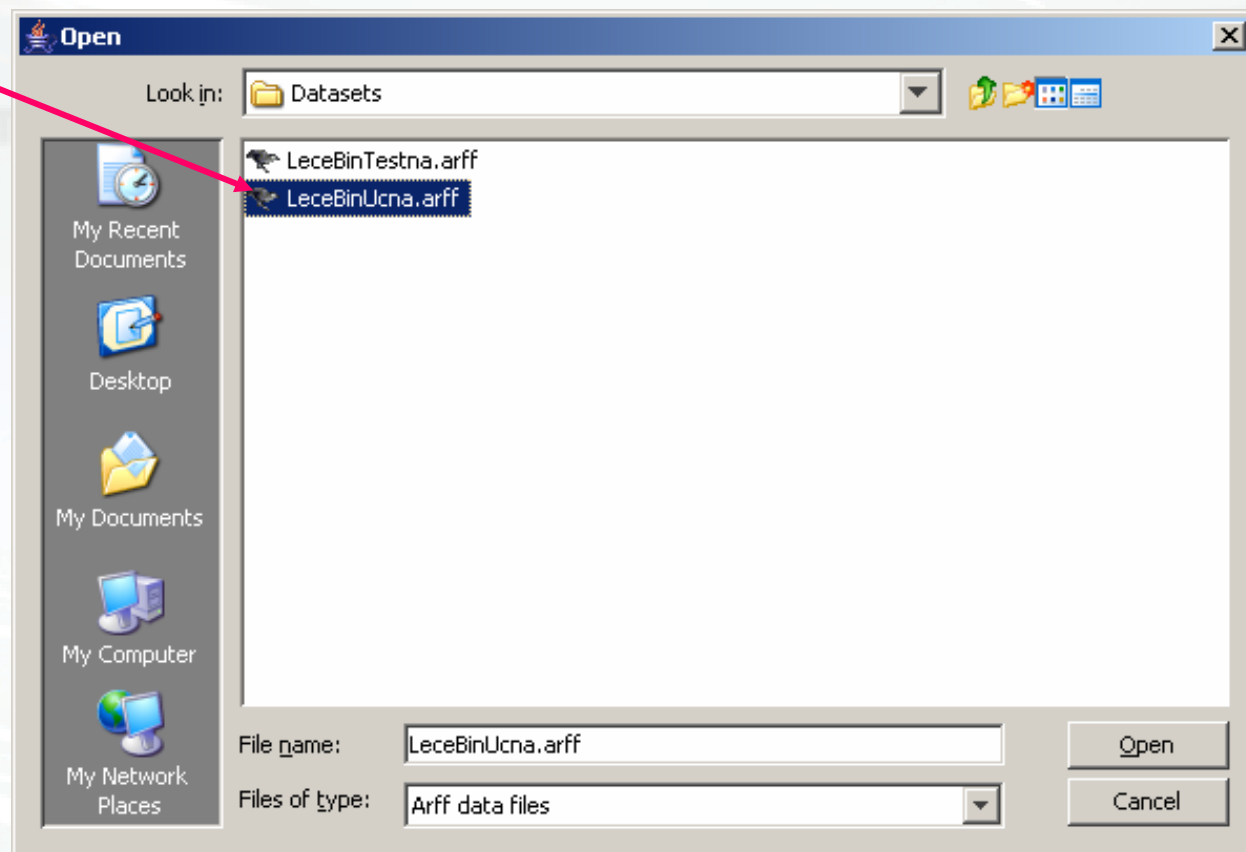 Open
Look in:
Datasets
LeceBinTestna.arff
LeceBinUcna.arff
My Recent
Documents
Desktop
My Documents
My Computer
My Network
Places
File name:
LeceBinUcna.arff
Open
Files of type:
Arff data files
Cancel